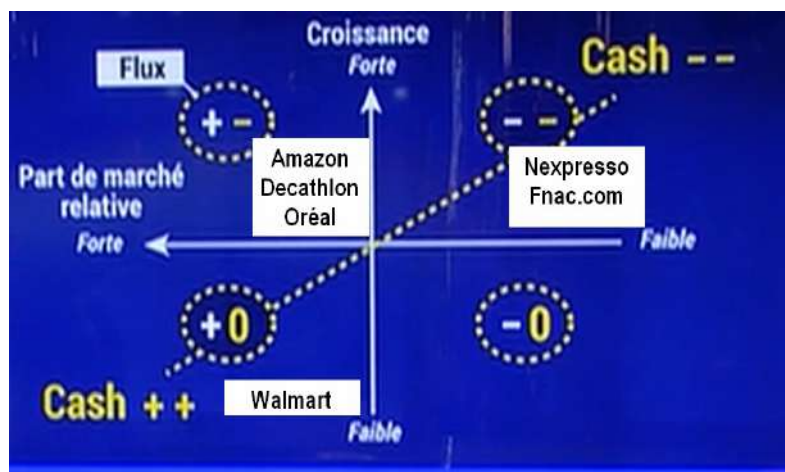 Croissance
Forte
Cash --
Flux
+ -
- -
Part de marché
relative
Forte
Amazon
Decathlon
Oréal
Nexpresso
Fnac.com
Faible
+ 0
- 0
Cash ++
Walmart
Faible